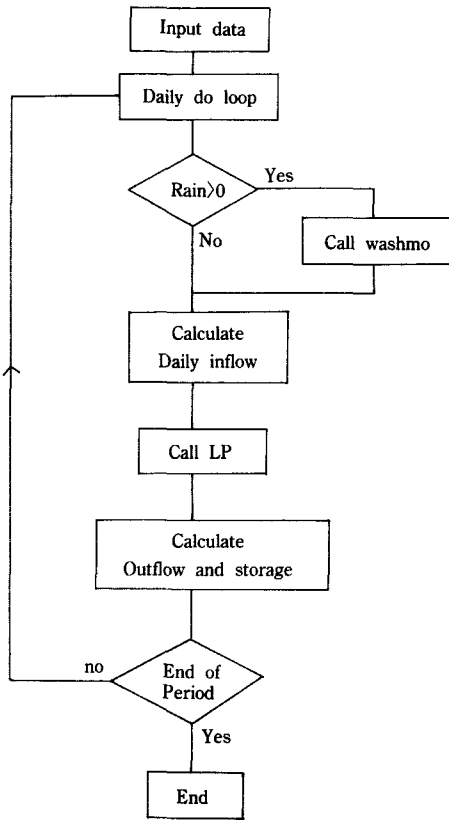 Input data
Daily do loop
Rain>0
Yes
No
Call washmo
Calculate
Daily inflow
Call LP
Calculate
Outflow and storage
no
End of
Period
Yes
End